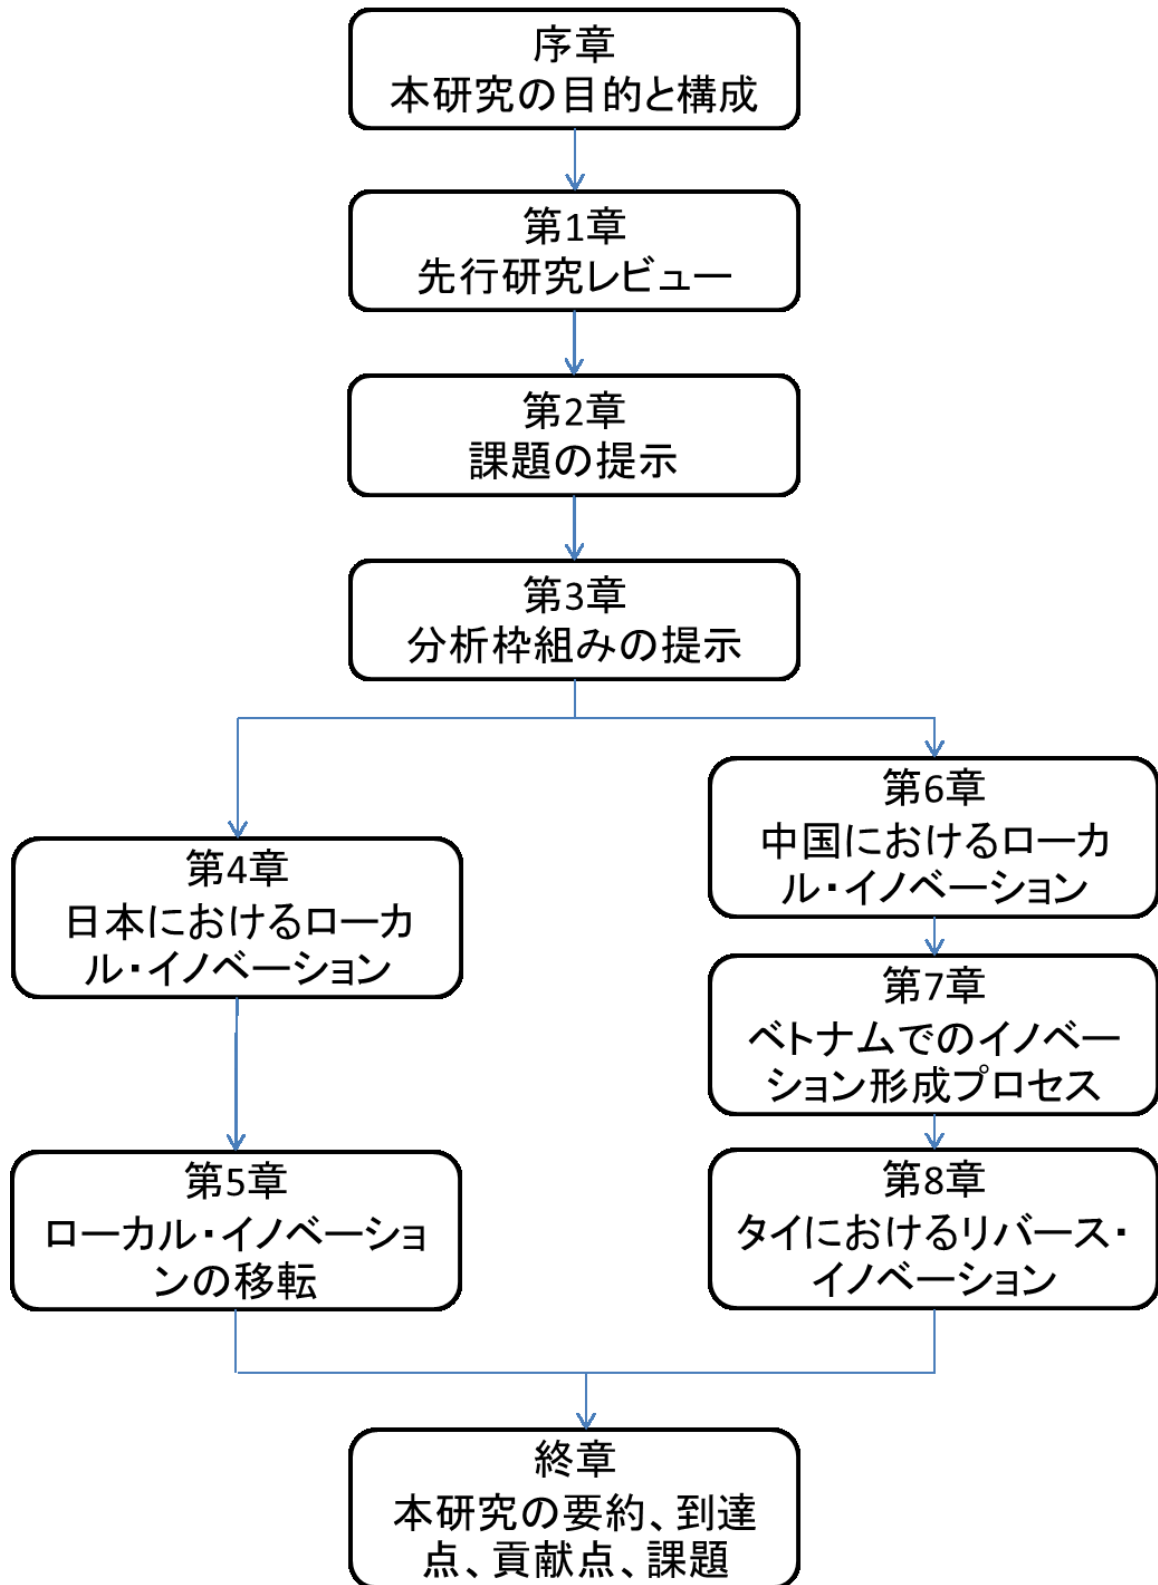 序章
本研究の目的と構成
第1章
先行研究レビュー
第2章
課題の提示
第3章
分析枠組みの提示
第4章
日本におけるローカ
ル・イノベーション
第5章
ローカル・イノベーショ
ンの移転
第6章
中国におけるローカ
ル・イノベーション
第7章
ベトナムでのイノベー
ション形成プロセス
第8章
タイにおけるリバース・
イノベーション
終章
本研究の要約、到達
点、貢献点、課題